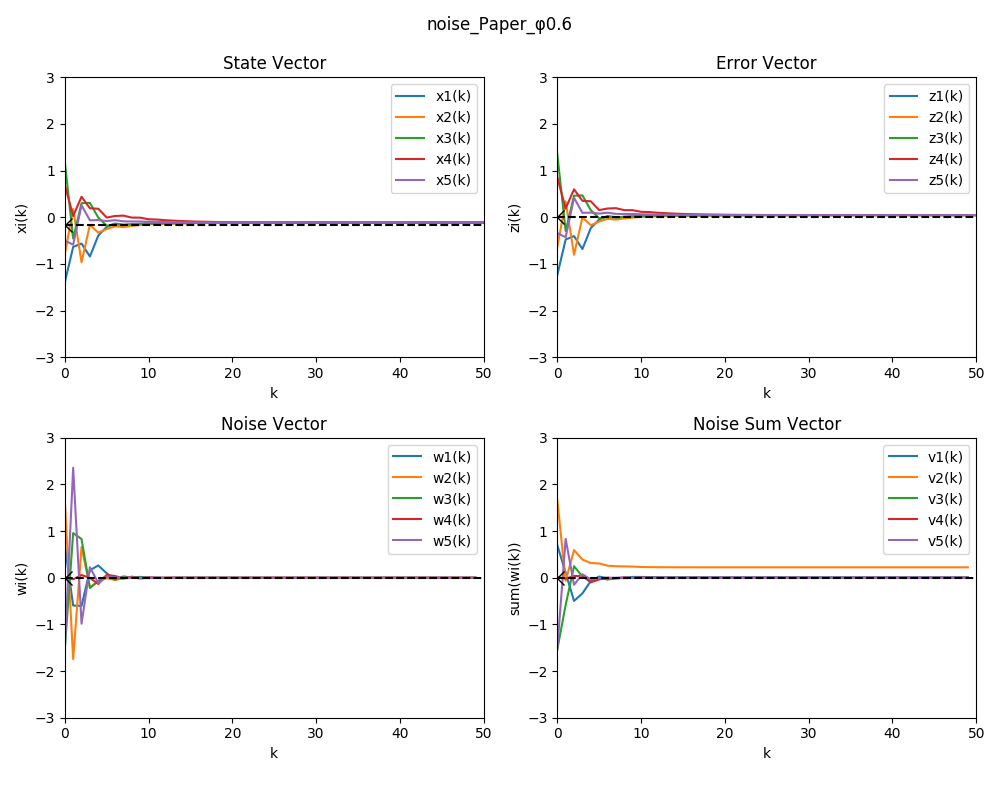 noise_Paper_φ0.6
State Vector
3
2
1
0
−1
−2
−3
xi(k)
x1(k)
x2(k)
x3(k)
x4(k)
x5(k)
0 10 20 30 40 50
k
Error Vector
3
2
1
0
−1
−2
−3
zi(k)
z1(k)
z2(k)
z3(k)
z4(k)
z5(k)
0 10 20 30 40 50
k
Noise Vector
3
2
1
0
−1
−2
−3
wi(k)
w1(k)
w2(k)
w3(k)
w4(k)
w5(k)
0 10 20 30 40 50
k
Noise Sum Vector
3
2
1
0
−1
−2
−3
sum(wi(k))
v1(k)
v2(k)
v3(k)
v4(k)
v5(k)
0 10 20 30 40 50
k